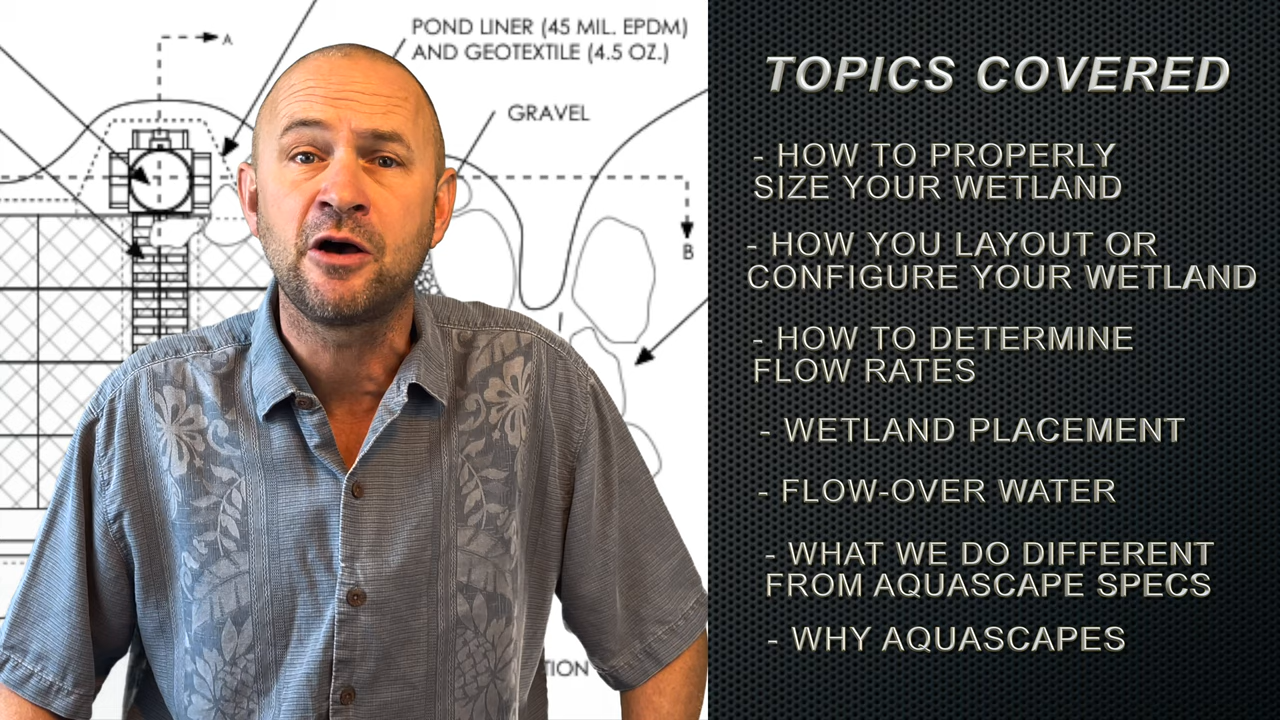 POND LINER (45 MIL. EPDM)
AND GEOTEXTILE (4.5 OZ.)
GRAVEL
A
B
TOPICS COVERED
- HOW TO PROPERLY
SIZE YOUR WETLAND
- HOW YOU LAYOUT OR
CONFIGURE YOUR WETLAND
- HOW TO DETERMINE
FLOW RATES
- WETLAND PLACEMENT
- FLOW-OVER WATER
- WHAT WE DO DIFFERENT
FROM AQUASCAPE SPECS
- WHY AQUASCAPES